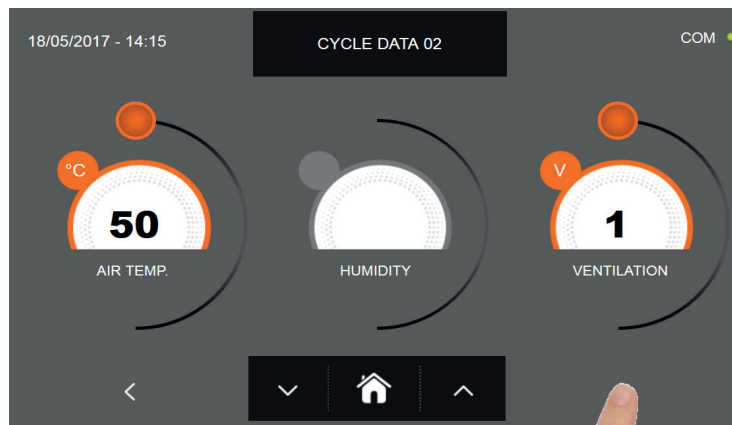 18/05/2017 - 14:15
CYCLE DATA 02
COM
°C
50
AIR TEMP.
HUMIDITY
V
1
VENTILATION